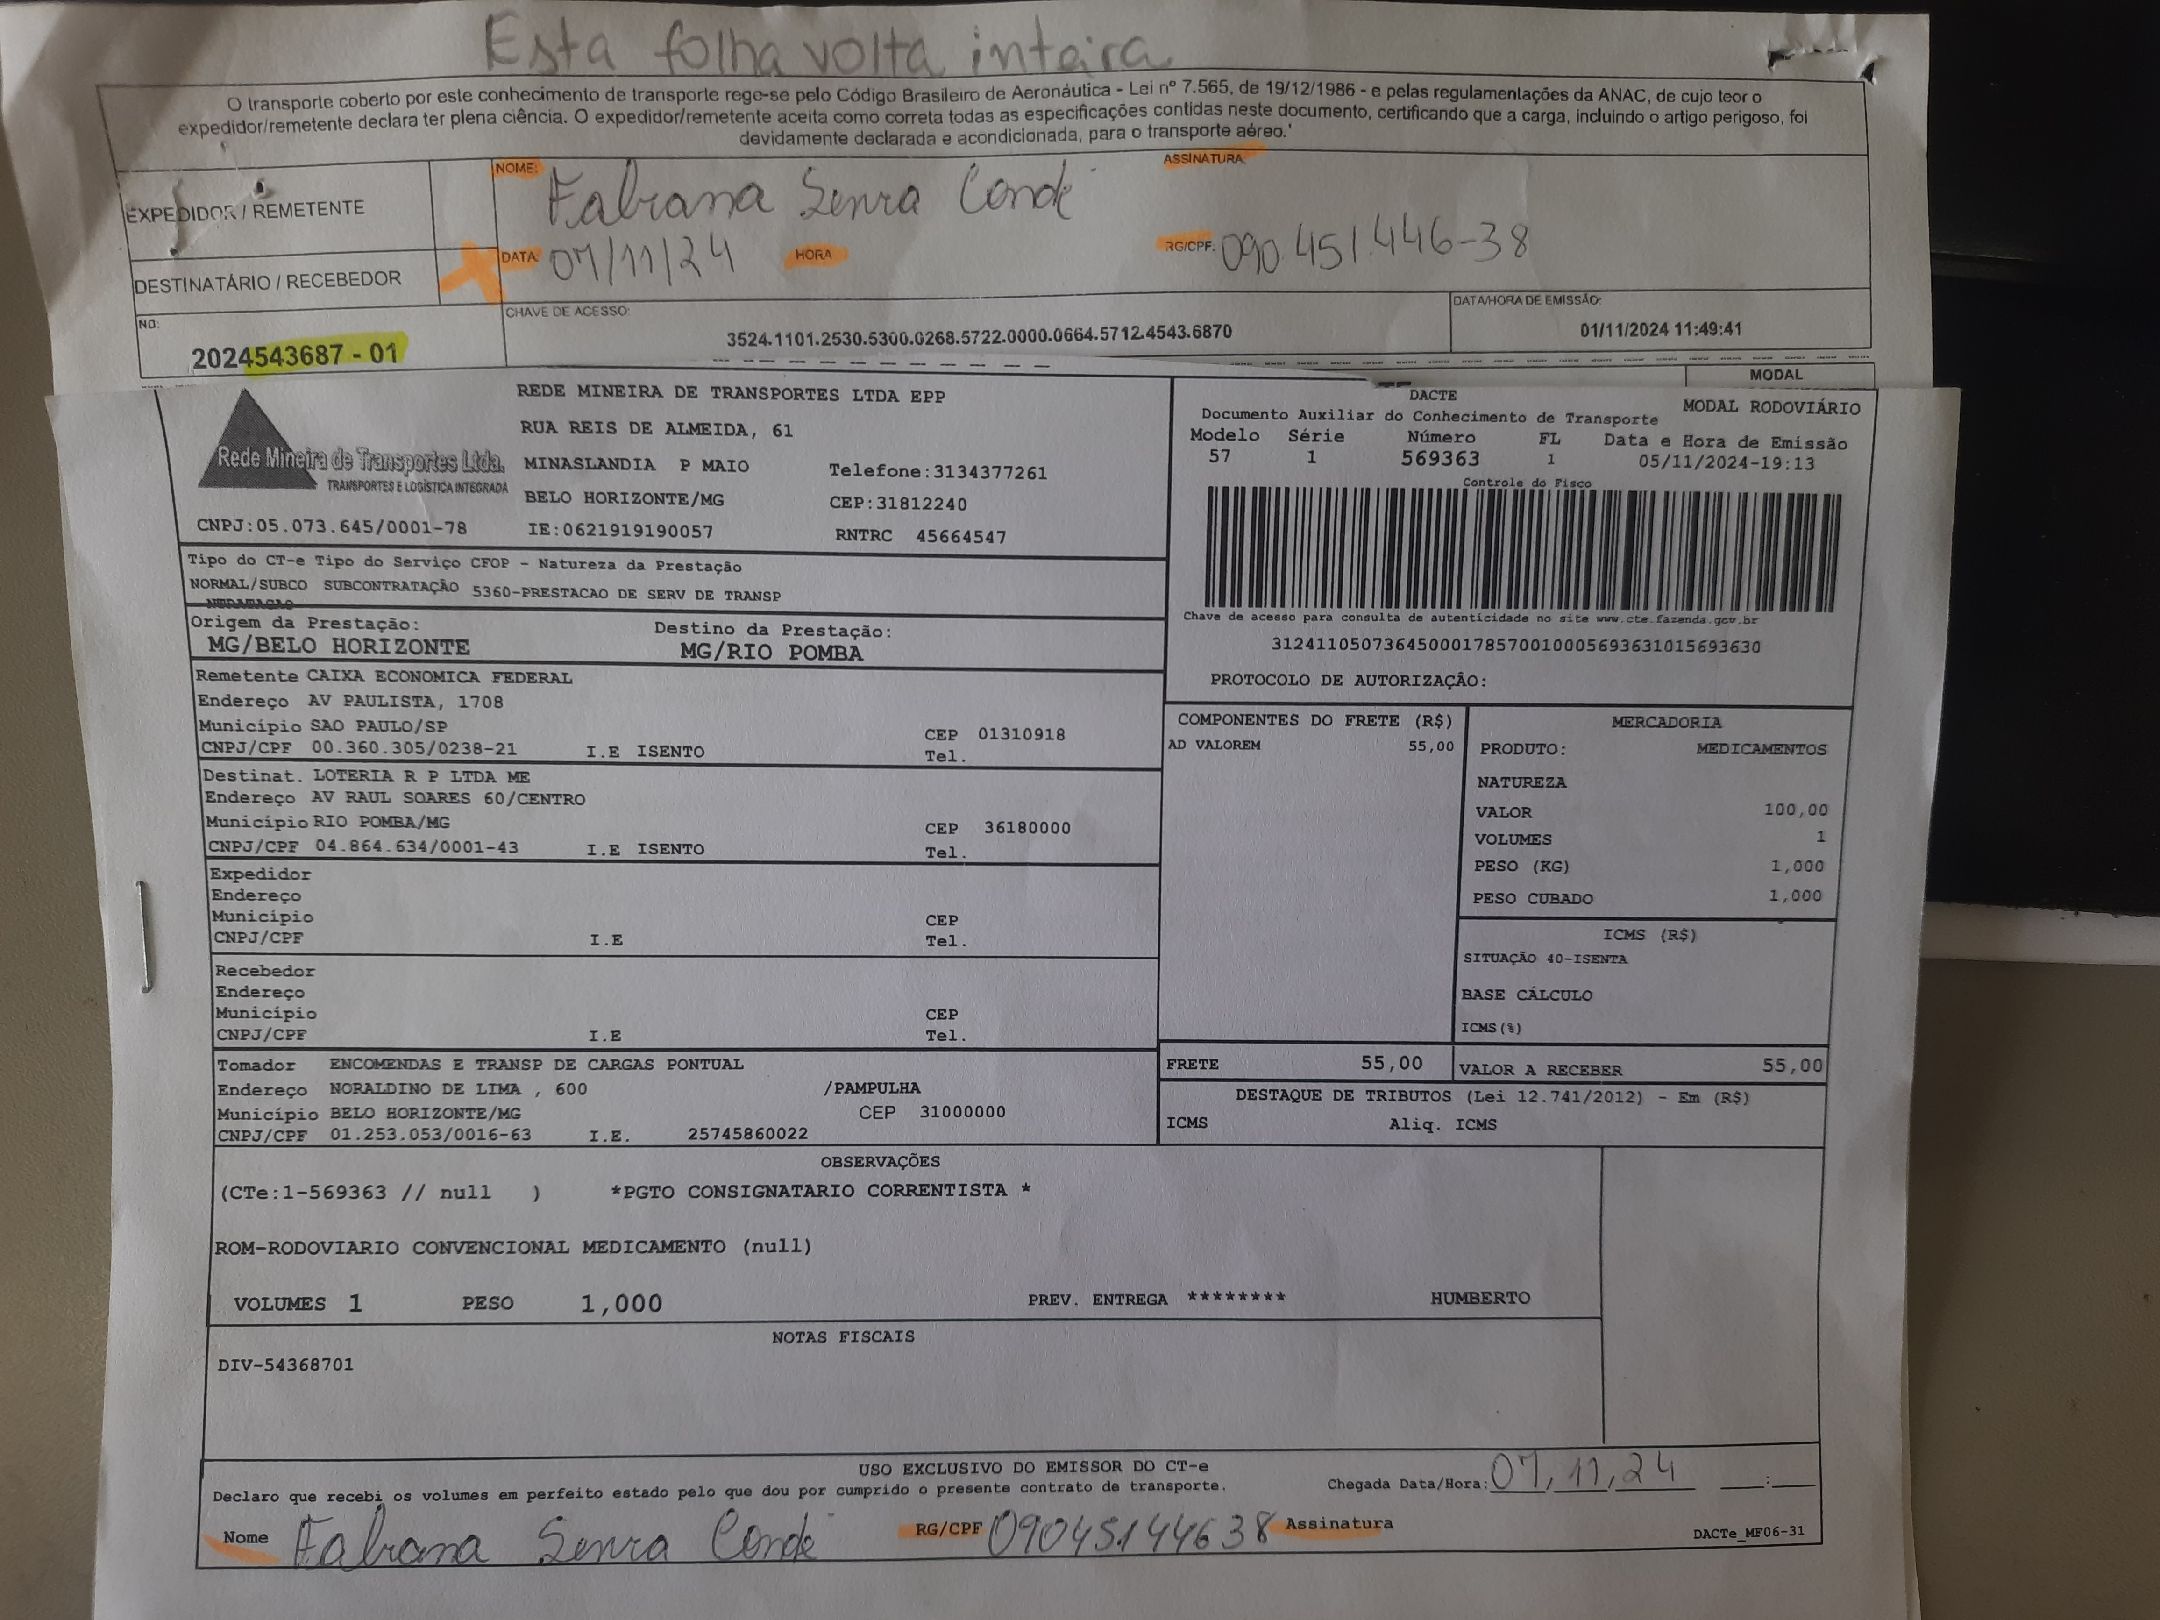 Esta folha volta inteira
O transporte coberto por este conhecimento de transporte rege-se pelo Código Brasileiro de Aeronáutica - Lei nº 7.565, de 19/12/1986 - e pelas regulamentações da ANAC, de cujo teor o
expedidor/remetente declara ter plena ciência. O expedidor/remetente aceita como correta todas as especificações contidas neste documento, certificando que a carga, incluindo o artigo perigoso, foi
devidamente declarada e acondicionada, para o transporte aéreo.'
EXPEDIDOR / REMETENTE
NOME: Fabiana Senra Condé
ASSINATURA
DESTINATÁRIO / RECEBEDOR
DATA: 07/11/24 HORA
RG/CPF: 090.451.446-38
NO: 2024543687 - 01
CHAVE DE ACESSO: 3524.1101.2530.5300.0268.5722.0000.0664.5712.4543.6870
DATA/HORA DE EMISSÃO: 01/11/2024 11:49:41
Rede Mineira de Transportes Ltda.
TRANSPORTES E LOGÍSTICA INTEGRADA
REDE MINEIRA DE TRANSPORTES LTDA EPP
RUA REIS DE ALMEIDA, 61
MINASLANDIA P MAIO Telefone:3134377261
BELO HORIZONTE/MG CEP:31812240
CNPJ:05.073.645/0001-78 IE:0621919190057 RNTRC 45664547
MODAL
DACTE MODAL RODOVIÁRIO
Documento Auxiliar do Conhecimento de Transporte
Modelo Série Número FL Data e Hora de Emissão
57 1 569363 1 05/11/2024-19:13
Controle do Fisco
Chave de acesso para consulta de autenticidade no site www.cte.fazenda.gov.br
31241105073645000178570010005693631015693630
PROTOCOLO DE AUTORIZAÇÃO:
Tipo do CT-e Tipo do Serviço CFOP - Natureza da Prestação
NORMAL/SUBCO SUBCONTRATAÇÃO 5360-PRESTACAO DE SERV DE TRANSP
Origem da Prestação: Destino da Prestação:
MG/BELO HORIZONTE MG/RIO POMBA
Remetente CAIXA ECONOMICA FEDERAL
Endereço AV PAULISTA, 1708
Município SAO PAULO/SP CEP 01310918
CNPJ/CPF 00.360.305/0238-21 I.E ISENTO Tel.
Destinat. LOTERIA R P LTDA ME
Endereço AV RAUL SOARES 60/CENTRO
Município RIO POMBA/MG CEP 36180000
CNPJ/CPF 04.864.634/0001-43 I.E ISENTO Tel.
Expedidor
Endereço
Município CEP
CNPJ/CPF I.E Tel.
Recebedor
Endereço
Município CEP
CNPJ/CPF I.E Tel.
Tomador ENCOMENDAS E TRANSP DE CARGAS PONTUAL
Endereço NORALDINO DE LIMA , 600 /PAMPULHA
Município BELO HORIZONTE/MG CEP 31000000
CNPJ/CPF 01.253.053/0016-63 I.E. 25745860022
COMPONENTES DO FRETE (R$)
AD VALOREM 55,00
MERCADORIA
PRODUTO: MEDICAMENTOS
NATUREZA
VALOR 100,00
VOLUMES 1
PESO (KG) 1,000
PESO CUBADO 1,000
ICMS (R$)
SITUAÇÃO 40-ISENTA
BASE CÁLCULO
ICMS(%)
FRETE 55,00 VALOR A RECEBER 55,00
DESTAQUE DE TRIBUTOS (Lei 12.741/2012) - Em (R$)
ICMS Aliq. ICMS
OBSERVAÇÕES
(CTe:1-569363 // null ) *PGTO CONSIGNATARIO CORRENTISTA *
ROM-RODOVIARIO CONVENCIONAL MEDICAMENTO (null)
VOLUMES 1 PESO 1,000 PREV. ENTREGA ******** HUMBERTO
NOTAS FISCAIS
DIV-54368701
USO EXCLUSIVO DO EMISSOR DO CT-e
Declaro que recebi os volumes em perfeito estado pelo que dou por cumprido o presente contrato de transporte. Chegada Data/Hora: 07/11/24 __:__
Nome Fabiana Senra Condé RG/CPF 09045144638 Assinatura DACTe_MF06-31